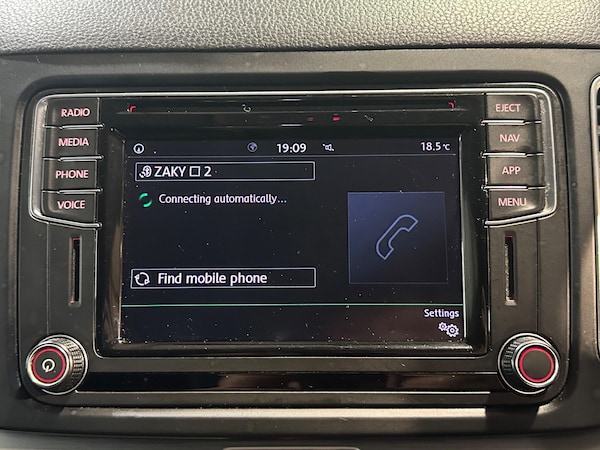 RADIO
MEDIA
PHONE
VOICE
EJECT
NAV
APP
MENU
19:09
18.5°C
ZAKY □ 2
Connecting automatically...
Find mobile phone
Settings